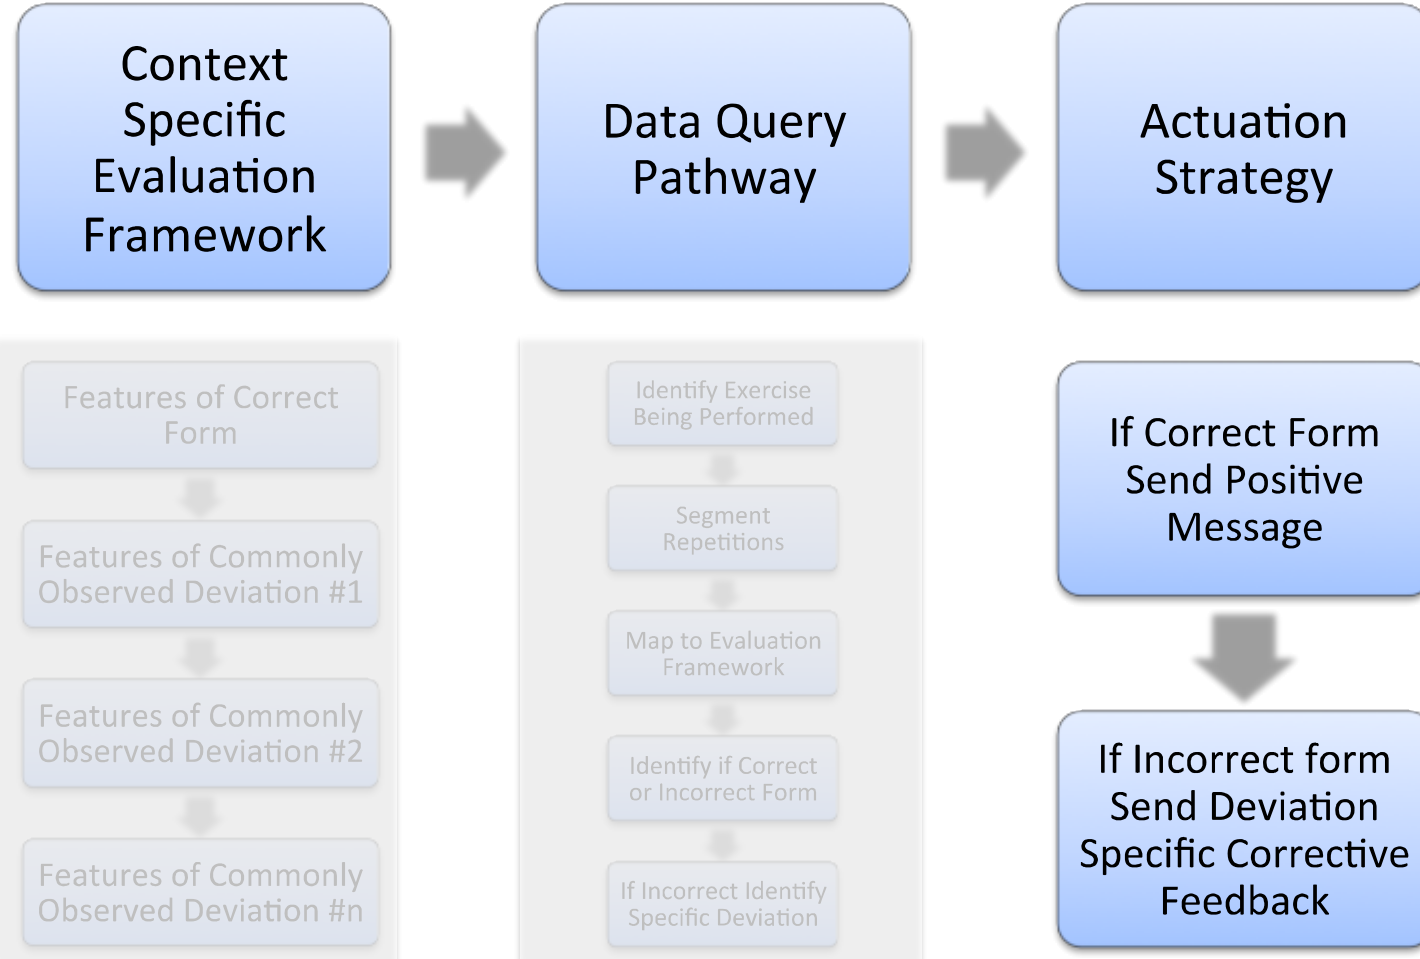 Context
Specific
Evaluation
Framework
Data Query
Pathway
Actuation
Strategy
Features of Correct
Form
Features of Commonly
Observed Deviation #1
Features of Commonly
Observed Deviation #2
Features of Commonly
Observed Deviation #n
Identify Exercise
Being Performed
Segment
Repetitions
Map to Evaluation
Framework
Identify if Correct
or Incorrect Form
If Incorrect Identify
Specific Deviation
If Correct Form
Send Positive
Message
If Incorrect form
Send Deviation
Specific Corrective
Feedback